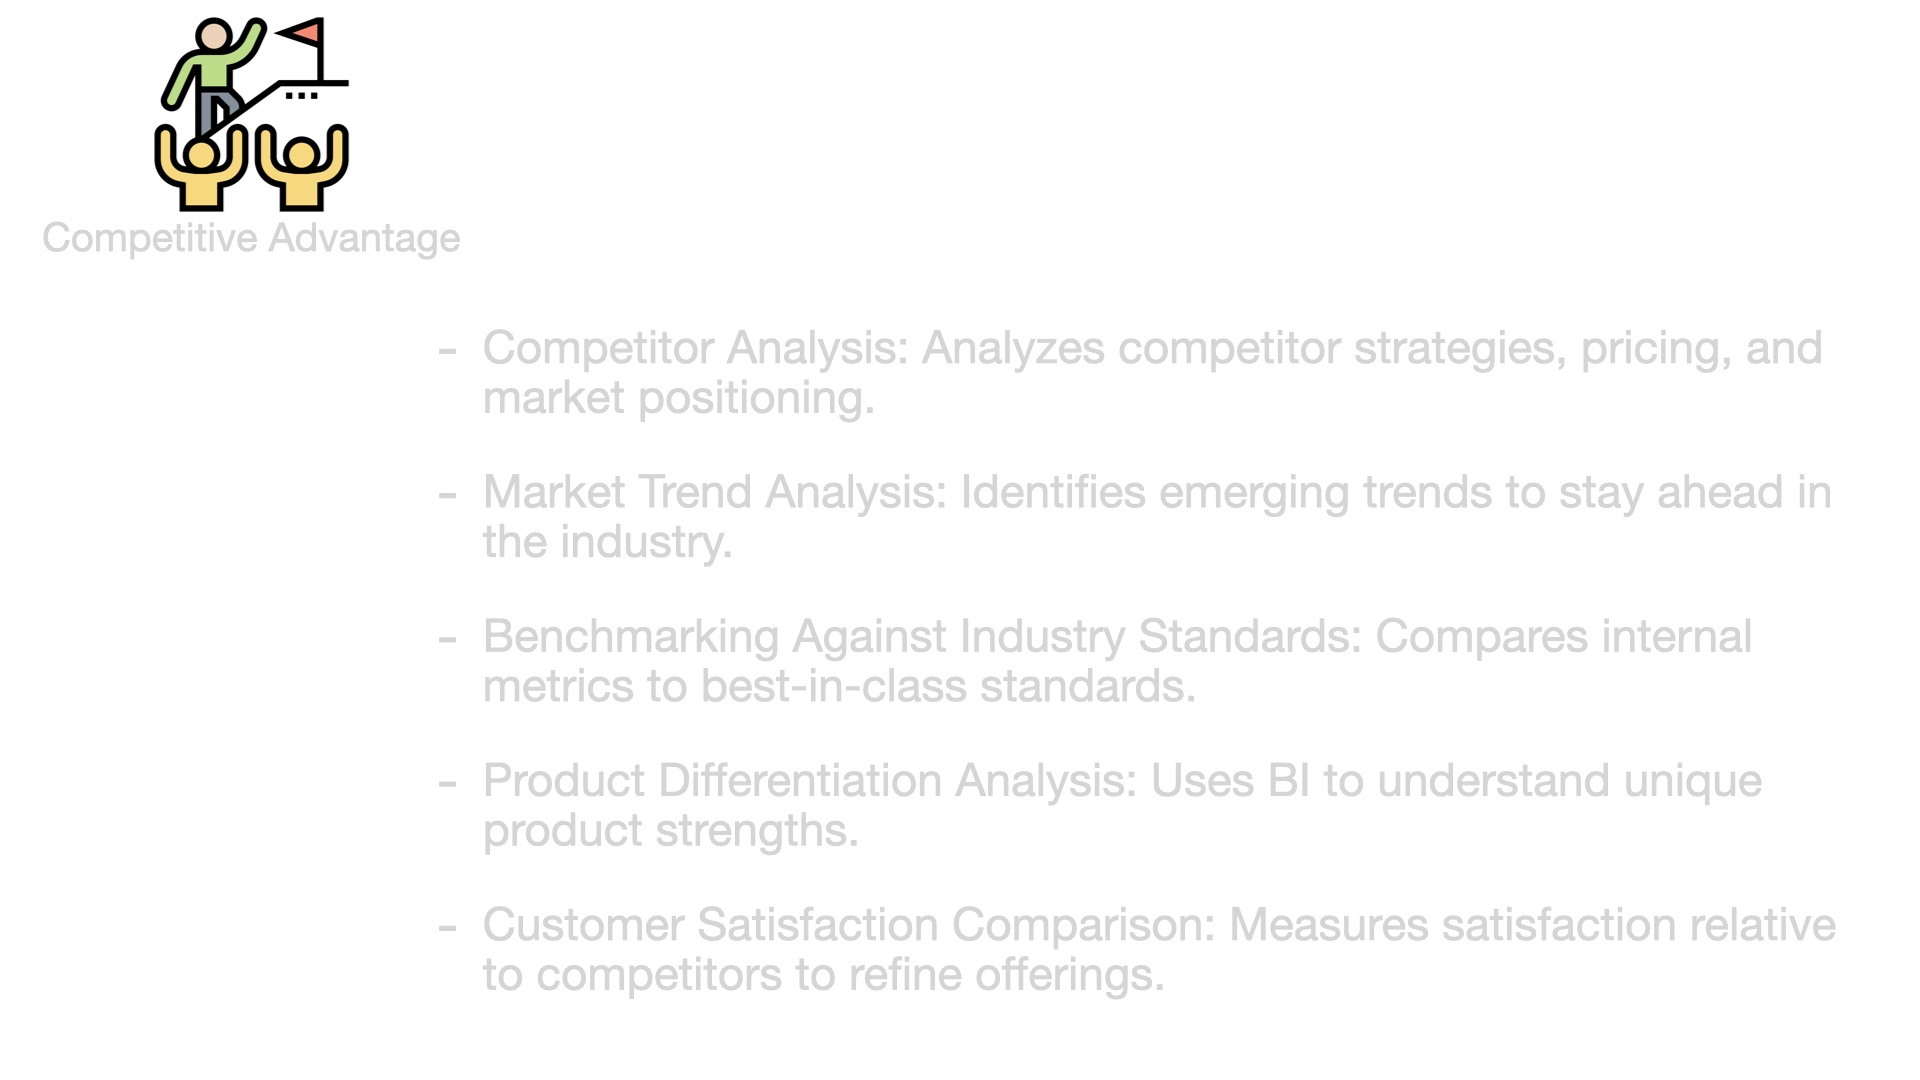 Competitive Advantage
- Competitor Analysis: Analyzes competitor strategies, pricing, and
market positioning.
- Market Trend Analysis: Identifies emerging trends to stay ahead in
the industry.
- Benchmarking Against Industry Standards: Compares internal
metrics to best-in-class standards.
- Product Differentiation Analysis: Uses BI to understand unique
product strengths.
- Customer Satisfaction Comparison: Measures satisfaction relative
to competitors to refine offerings.